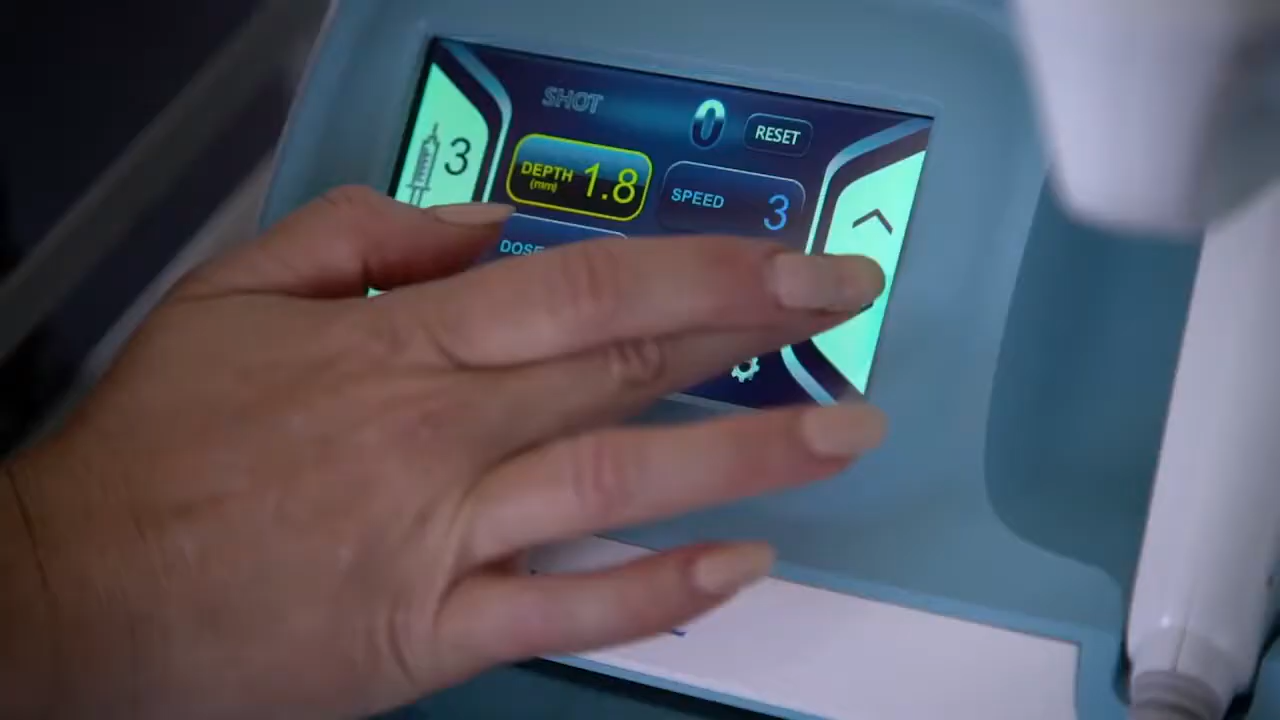 SHOT 0 RESET
3
DEPTH (mm) 1.8
SPEED 3
DOSE